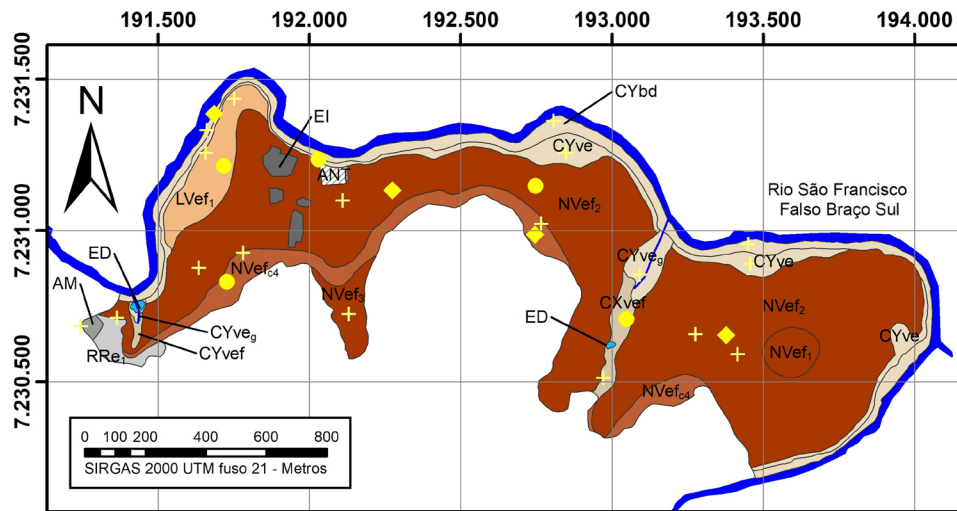 191.500 192.000 192.500 193.000 193.500 194.000
7.231.500
7.231.000
7.230.500
N
CYbd
EI
CYve
ANT
LVef1
NVef2
Rio São Francisco
Falso Braço Sul
ED
CYveg
CYve
AM
NVefc4
NVef3
CXvef
NVef2
CYveg
ED
CYve
RRe1
CYvef
NVef1
NVefc4
0 100 200 400 600 800
SIRGAS 2000 UTM fuso 21 - Metros